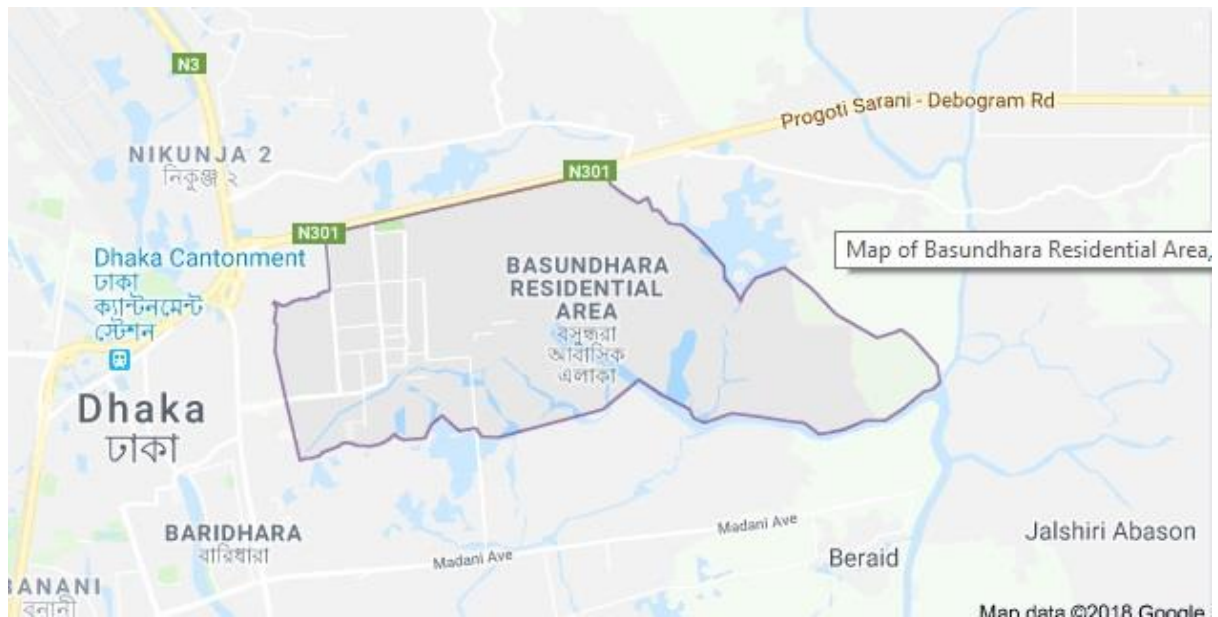 N3
Progoti Sarani - Debogram Rd
NIKUNJA 2
নিকুঞ্জ ২
N301
N301
Dhaka Cantonment
ঢাকা
ক্যান্টনমেন্ট
স্টেশন
BASUNDHARA
RESIDENTIAL
AREA
বসুন্ধরা
আবাসিক
এলাকা
Map of Basundhara Residential Area,
Dhaka
ঢাকা
BARIDHARA
বারিধারা
Madani Ave
Madani Ave
Beraid
Jalshiri Abason
BANANI
বনানী
Map data ©2018 Google